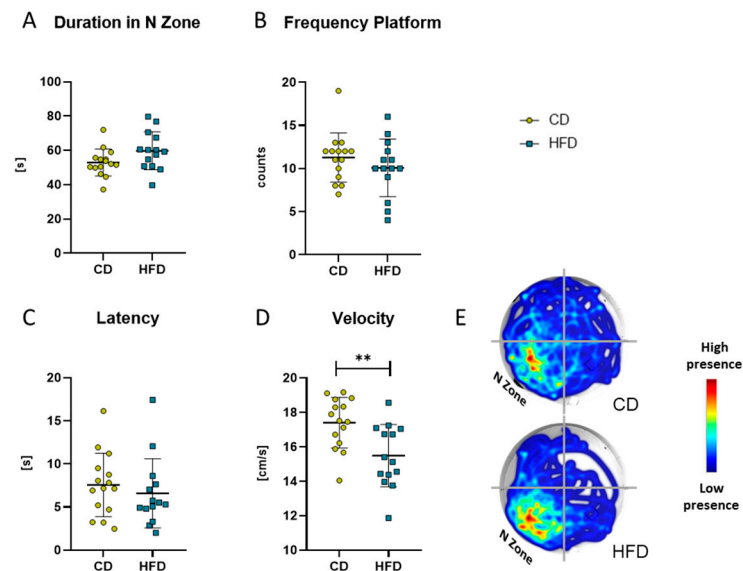 A Duration in N Zone
B Frequency Platform
100
80
60
40
20
0
[s]
CD HFD
20
15
10
5
0
counts
CD HFD
CD
HFD
C Latency
20
15
10
5
0
[s]
CD HFD
D Velocity
**
20
18
16
14
12
10
[cm/s]
CD HFD
E
N Zone
CD
N Zone
HFD
High
presence
Low
presence